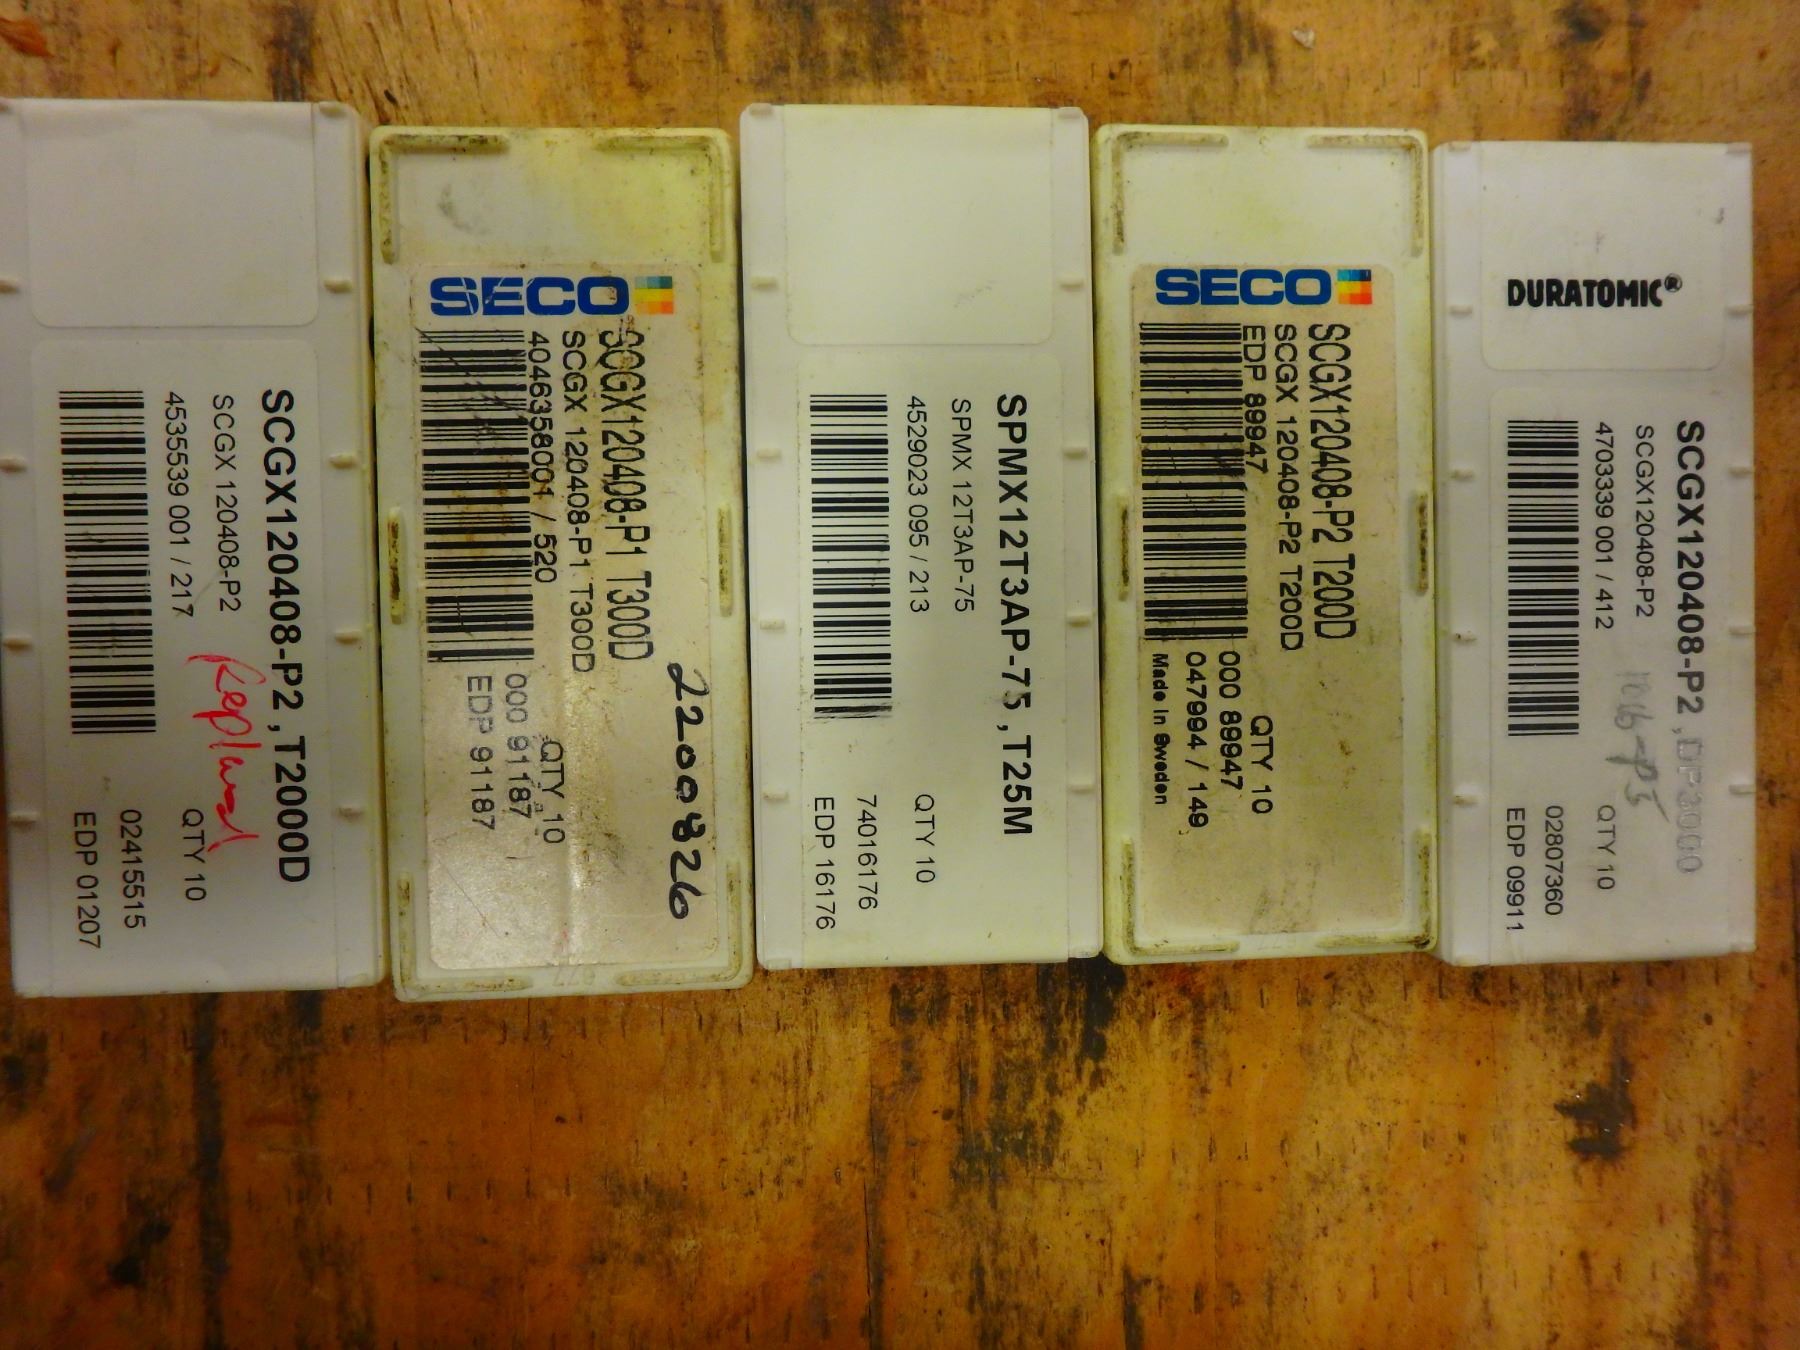 SCGX120408-P2 ,T2000D
SCGX 120408-P2
4535539 001 / 217
QTY 10
02415515
EDP 01207
SECO
SCGX120408-P1 T300D
SCGX 120408-P1 T300D
4046358001 / 520
QTY 10
000 91187
EDP 91187
2200826
SPMX12T3AP-75 ,T25M
SPMX 12T3AP-75
4529023 095 / 213
QTY 10
74016176
EDP 16176
SECO
SCGX120408-P2 T200D
SCGX 120408-P2 T200D
EDP 89947
QTY 10
000 89947
047994 / 149
Made in Sweden
DURATOMIC®
SCGX120408-P2 ,DP3000
SCGX120408-P2
4703339 001 / 412
QTY 10
02807360
EDP 09911